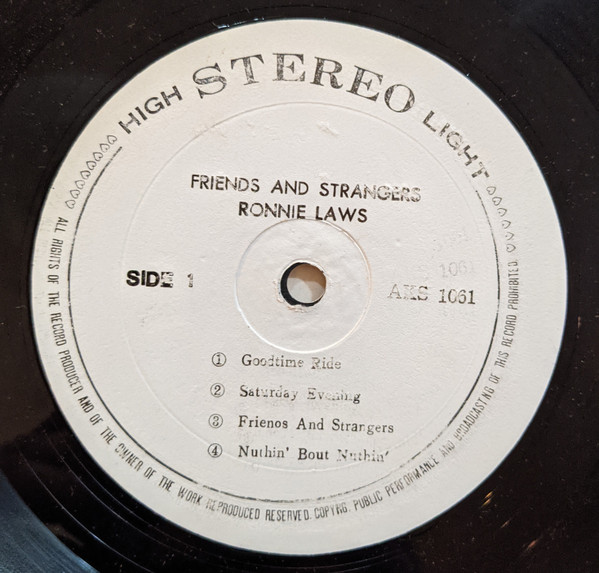 HIGH STEREO LIGHT
FRIENDS AND STRANGERS
RONNIE LAWS
SIDE 1
1061
AKS 1061
① Goodtime Ride
② Saturday Evening
③ Frienos And Strangers
④ Nuthin' Bout Nuthin'
ALL RIGHTS OF THE RECORD PRODUCER AND OF THE OWNER OF THE WORK REPRODUCED RESERVED. COPYRG. PUBLIC PERFORMANCE AND BROADCASTING OF THIS RECORD PROHIBITED.